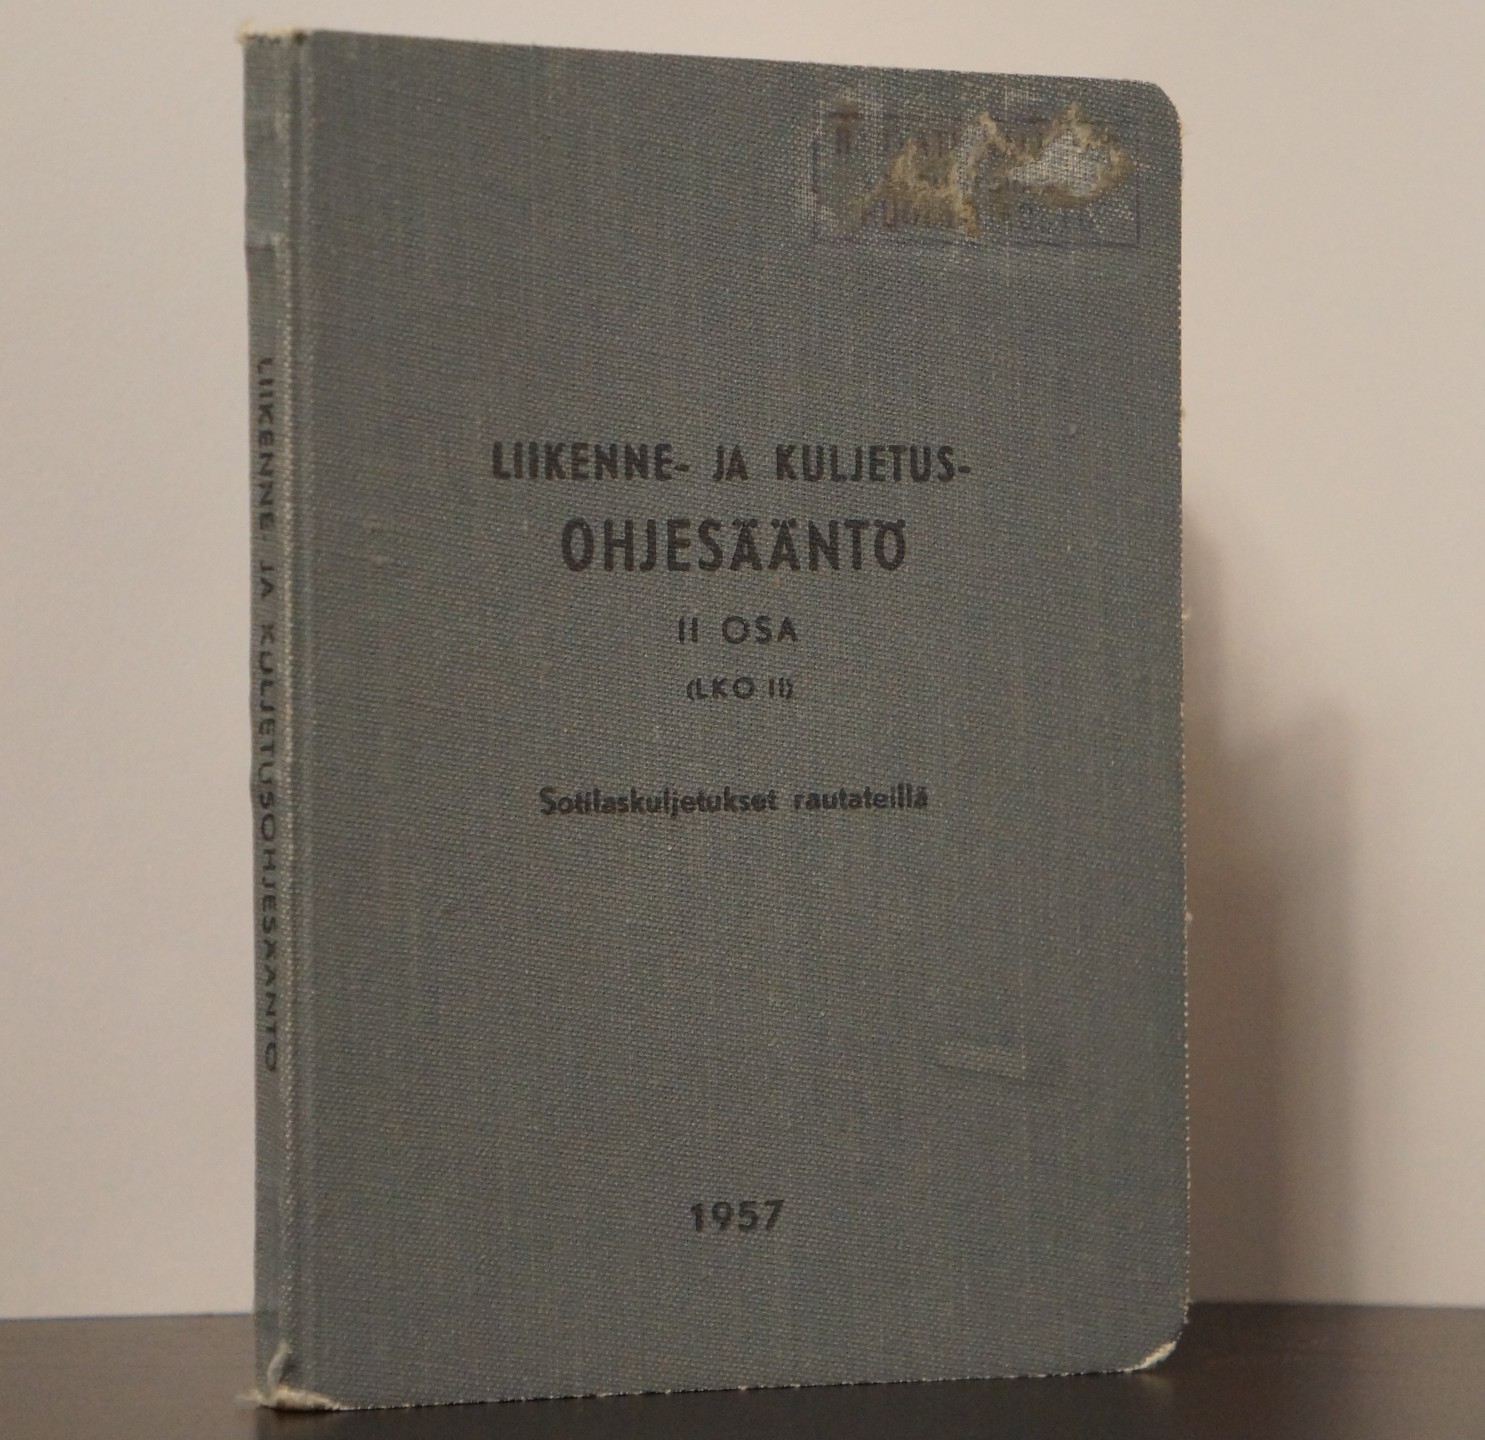 LIIKENNE- JA KULJETUS-
OHJESÄÄNTÖ
II OSA
(LKO II)
Sotilaskuljetukset rautateillä
1957
LIIKENNE- JA KULJETUSOHJESÄÄNTÖ